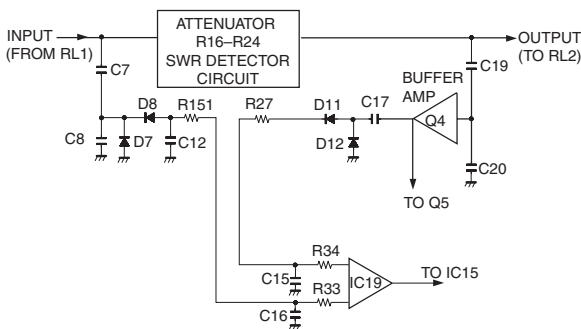 INPUT
(FROM RL1)
ATTENUATOR
R16–R24
SWR DETECTOR
CIRCUIT
OUTPUT
(TO RL2)
C7
C19
BUFFER
AMP
D8
R151
R27
D11
C17
Q4
C8
D7
C12
D12
C20
TO Q5
R34
C15
IC19
TO IC15
R33
C16